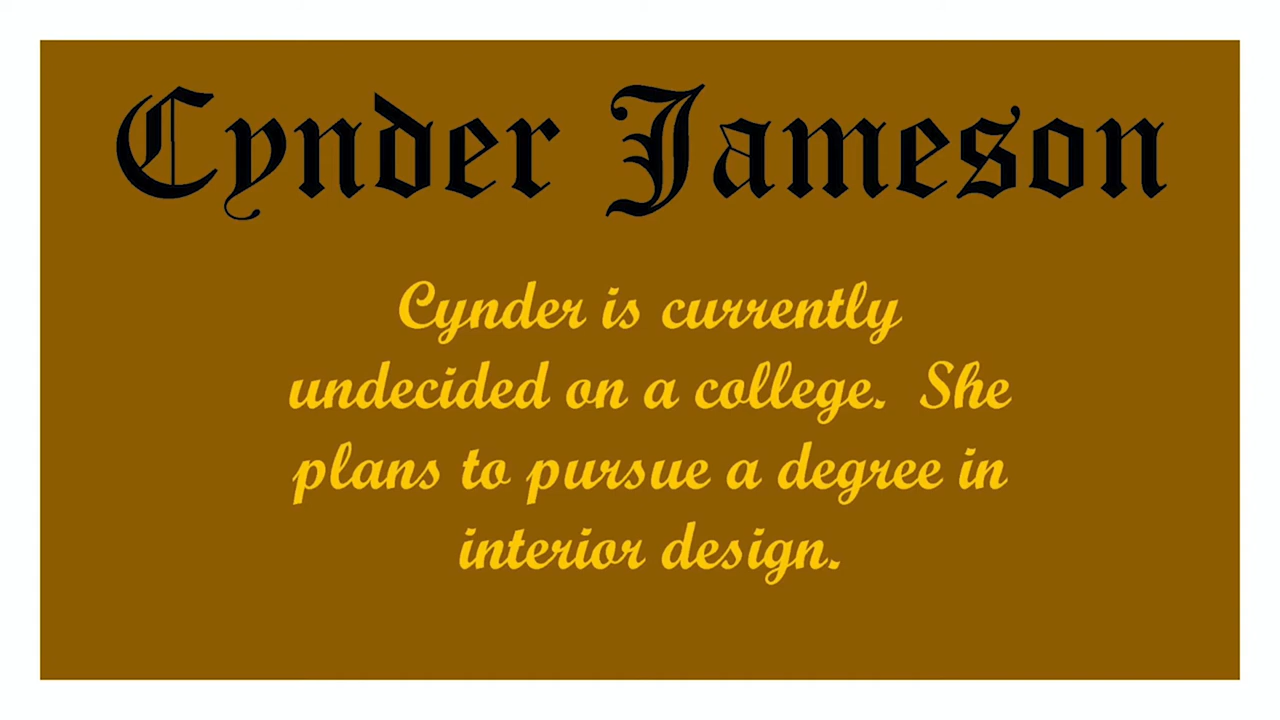 Cynder Jameson
Cynder is currently
undecided on a college.  She
plans to pursue a degree in
interior design.